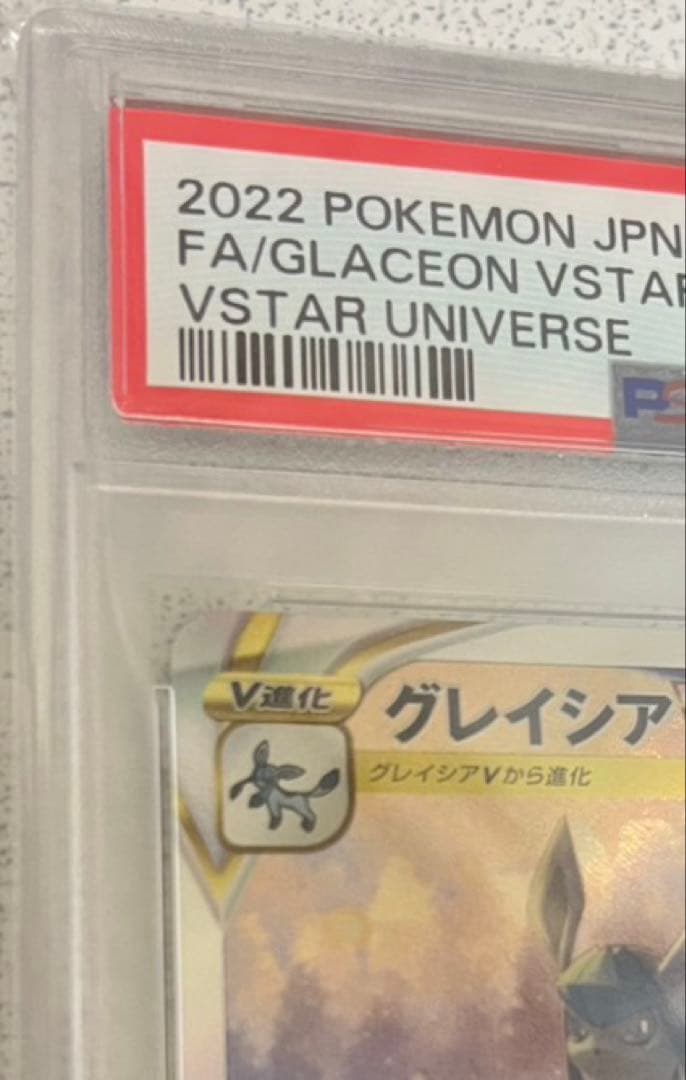 2022 POKEMON JPN
FA/GLACEON VSTAR
VSTAR UNIVERSE
PS
V進化
グレイシア
グレイシアVから進化